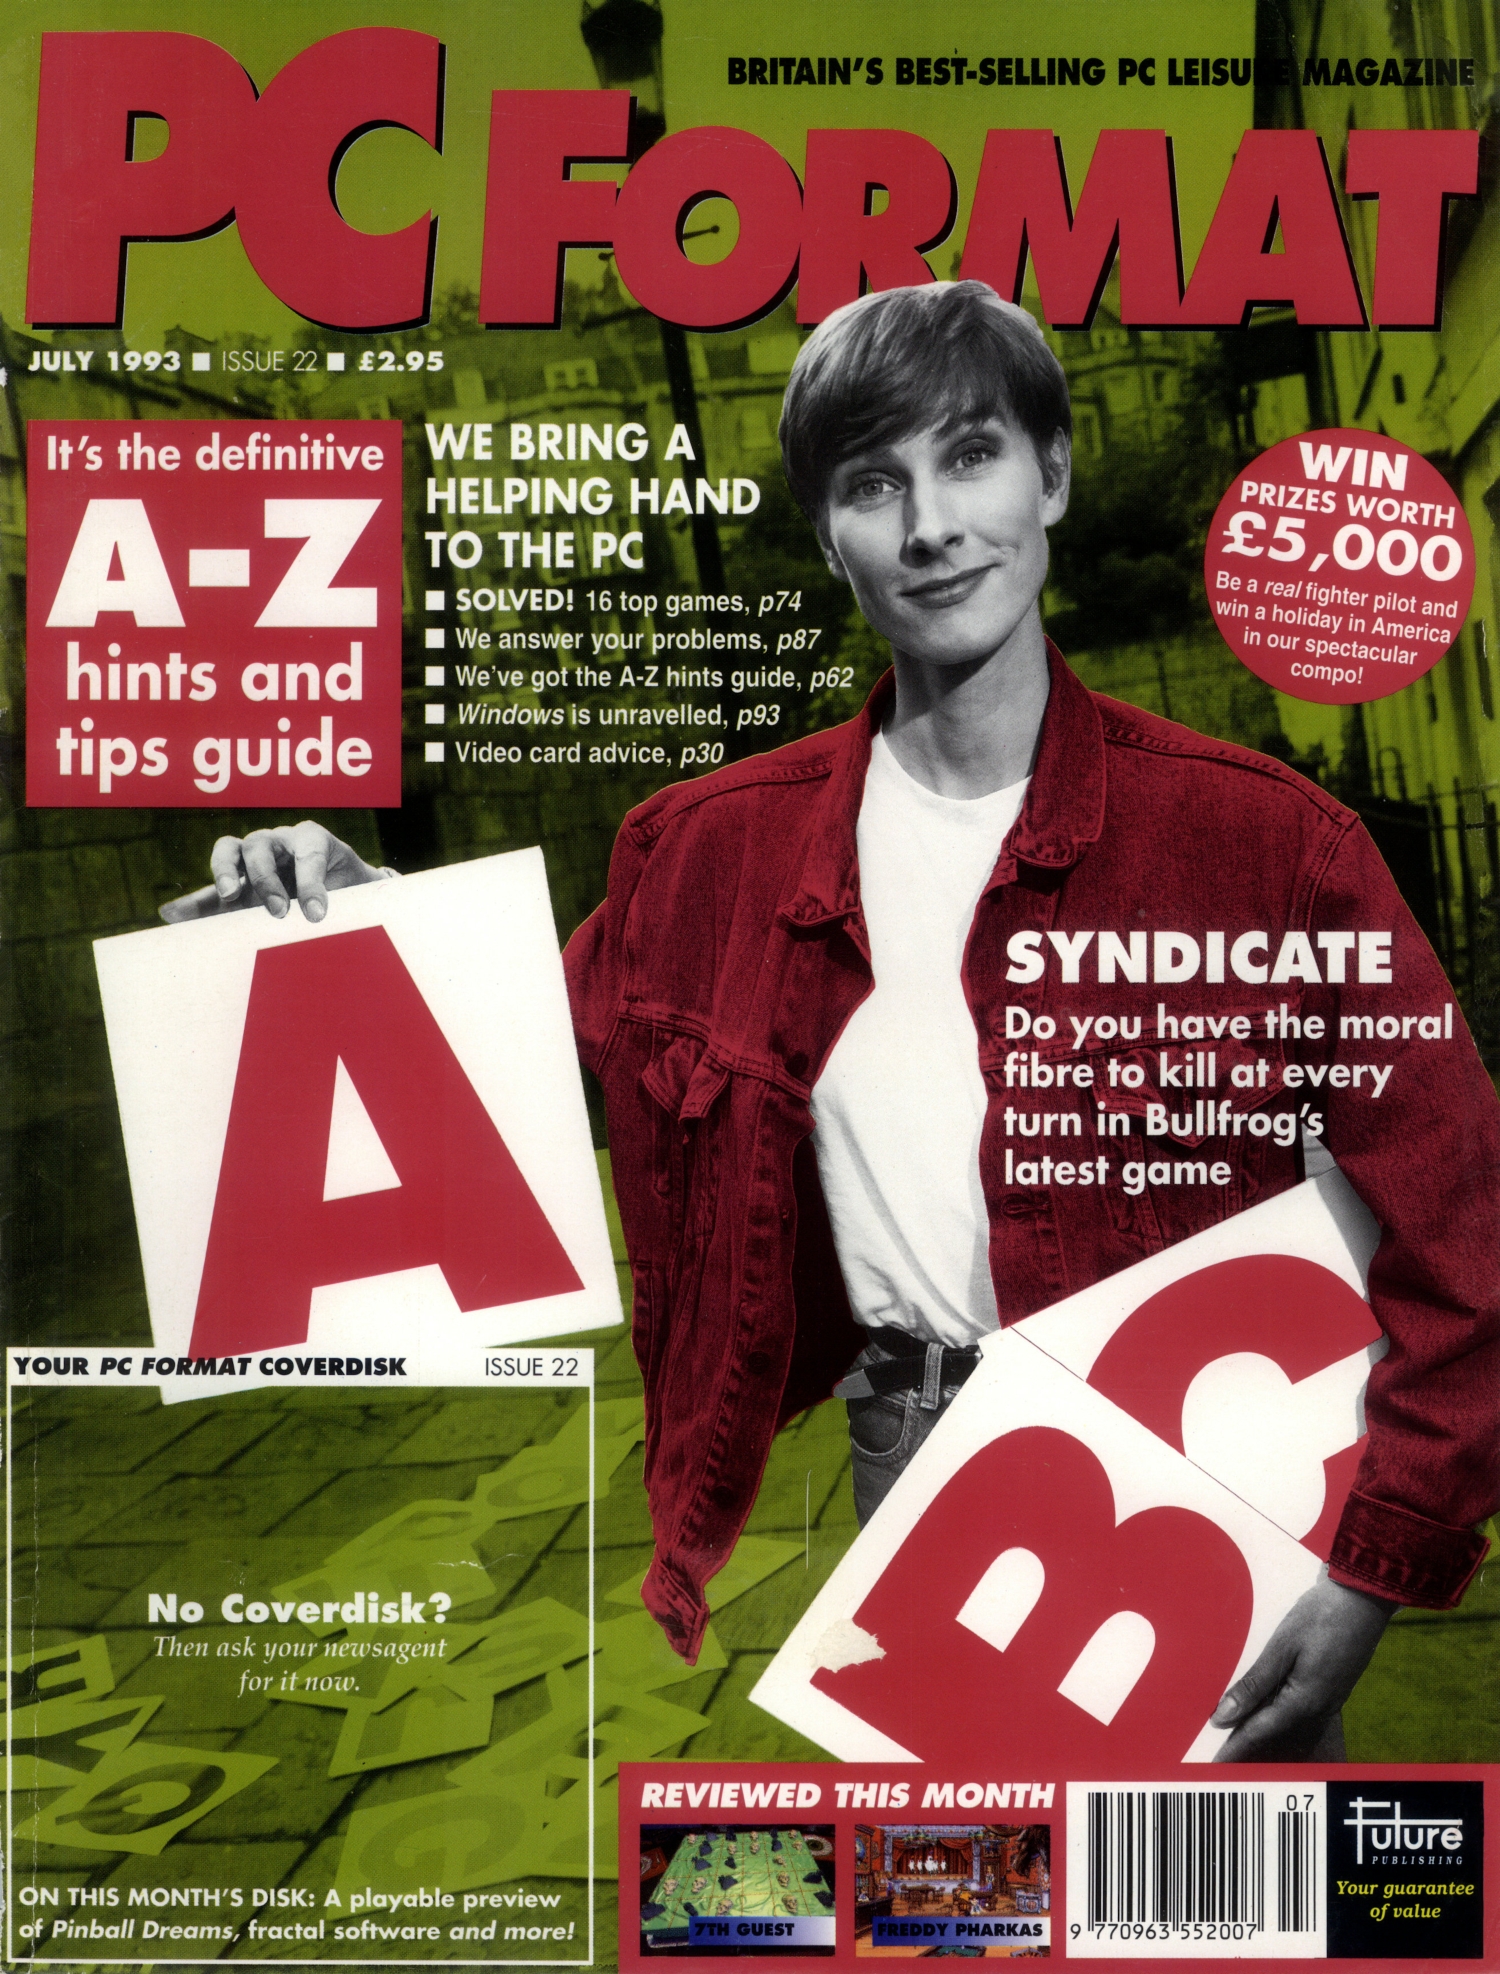 BRITAIN'S BEST-SELLING PC LEISURE MAGAZINE
PC FORMAT
JULY 1993 ■ ISSUE 22 ■ £2.95
It's the definitive
A-Z
hints and
tips guide
WE BRING A
HELPING HAND
TO THE PC
■ SOLVED! 16 top games, p74
■ We answer your problems, p87
■ We've got the A-Z hints guide, p62
■ Windows is unravelled, p93
■ Video card advice, p30
WIN
PRIZES WORTH
£5,000
Be a real fighter pilot and
win a holiday in America
in our spectacular
compo!
SYNDICATE
Do you have the moral
fibre to kill at every
turn in Bullfrog's
latest game
A
B
C
YOUR PC FORMAT COVERDISK ISSUE 22
No Coverdisk?
Then ask your newsagent
for it now.
ON THIS MONTH'S DISK: A playable preview
of Pinball Dreams, fractal software and more!
REVIEWED THIS MONTH
7TH GUEST
FREDDY PHARKAS
07
9 770963 552007
Future
PUBLISHING
Your guarantee
of value